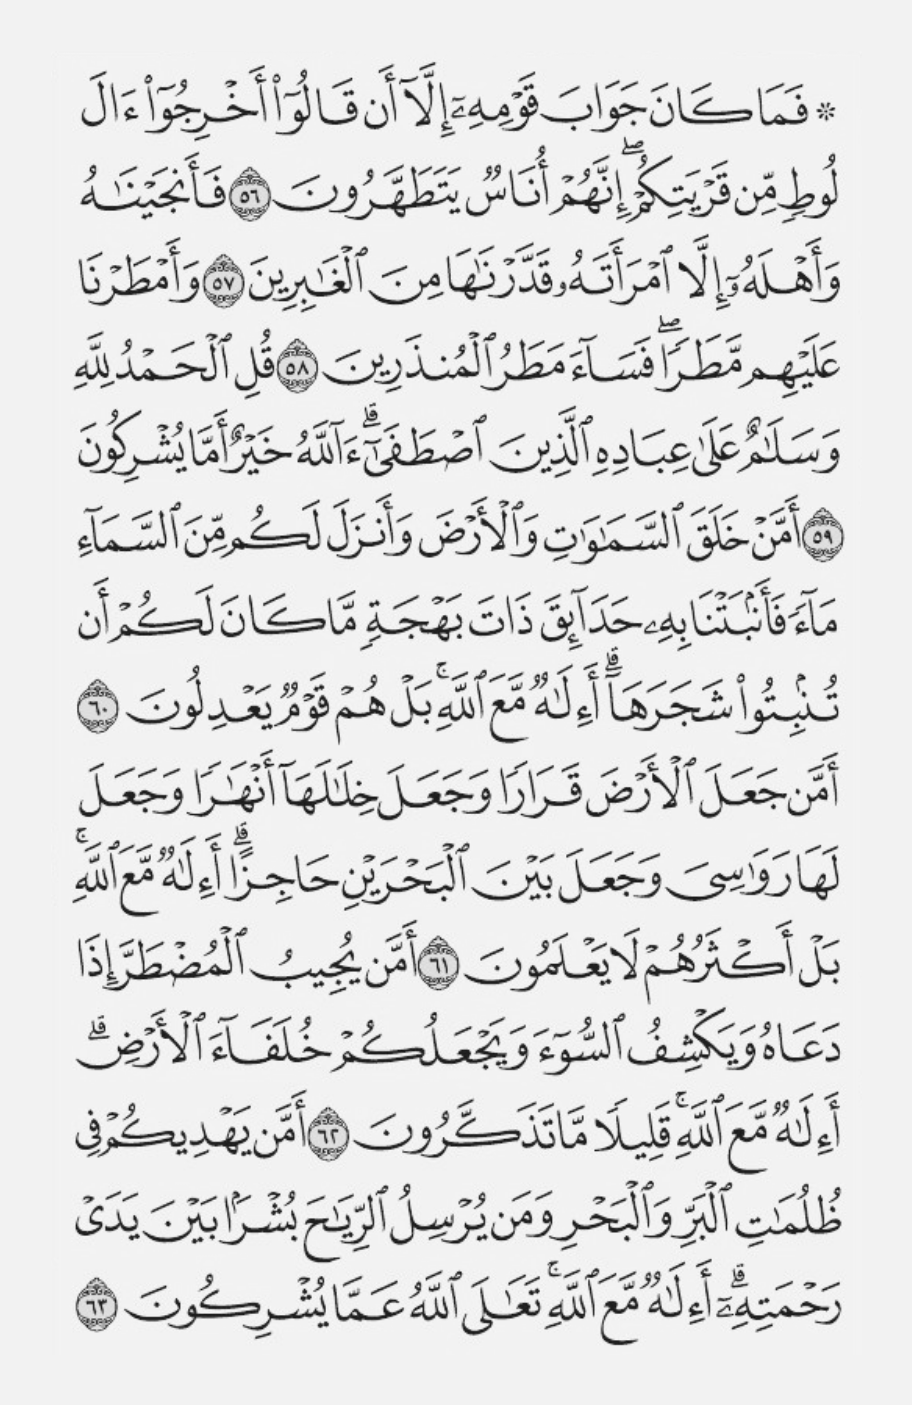 ۞ فَمَا كَانَ جَوَابَ قَوْمِهِۦٓ إِلَّآ أَن قَالُوٓا۟ أَخْرِجُوٓا۟ ءَالَ
لُوطٍ مِّن قَرْيَتِكُمْ ۖ إِنَّهُمْ أُنَاسٌ يَتَطَهَّرُونَ ٥٦ فَأَنجَيْنَـٰهُ
وَأَهْلَهُۥٓ إِلَّا ٱمْرَأَتَهُۥ قَدَّرْنَـٰهَا مِنَ ٱلْغَـٰبِرِينَ ٥٧ وَأَمْطَرْنَا
عَلَيْهِم مَّطَرًا ۖ فَسَآءَ مَطَرُ ٱلْمُنذَرِينَ ٥٨ قُلِ ٱلْحَمْدُ لِلَّهِ
وَسَلَـٰمٌ عَلَىٰ عِبَادِهِ ٱلَّذِينَ ٱصْطَفَىٰٓ ۗ ءَآللَّهُ خَيْرٌ أَمَّا يُشْرِكُونَ
٥٩ أَمَّنْ خَلَقَ ٱلسَّمَـٰوَٰتِ وَٱلْأَرْضَ وَأَنزَلَ لَكُم مِّنَ ٱلسَّمَآءِ
مَآءً فَأَنۢبَتْنَا بِهِۦ حَدَآئِقَ ذَاتَ بَهْجَةٍ مَّا كَانَ لَكُمْ أَن
تُنۢبِتُوا۟ شَجَرَهَآ ۗ أَءِلَـٰهٌ مَّعَ ٱللَّهِ ۚ بَلْ هُمْ قَوْمٌ يَعْدِلُونَ ٦٠
أَمَّن جَعَلَ ٱلْأَرْضَ قَرَارًا وَجَعَلَ خِلَـٰلَهَآ أَنْهَـٰرًا وَجَعَلَ
لَهَا رَوَٰسِىَ وَجَعَلَ بَيْنَ ٱلْبَحْرَيْنِ حَاجِزًا ۗ أَءِلَـٰهٌ مَّعَ ٱللَّهِ ۚ
بَلْ أَكْثَرُهُمْ لَا يَعْلَمُونَ ٦١ أَمَّن يُجِيبُ ٱلْمُضْطَرَّ إِذَا
دَعَاهُ وَيَكْشِفُ ٱلسُّوٓءَ وَيَجْعَلُكُمْ خُلَفَآءَ ٱلْأَرْضِ ۗ
أَءِلَـٰهٌ مَّعَ ٱللَّهِ ۚ قَلِيلًا مَّا تَذَكَّرُونَ ٦٢ أَمَّن يَهْدِيكُمْ فِى
ظُلُمَـٰتِ ٱلْبَرِّ وَٱلْبَحْرِ وَمَن يُرْسِلُ ٱلرِّيَـٰحَ بُشْرًۢا بَيْنَ يَدَىْ
رَحْمَتِهِۦٓ ۗ أَءِلَـٰهٌ مَّعَ ٱللَّهِ ۚ تَعَـٰلَى ٱللَّهُ عَمَّا يُشْرِكُونَ ٦٣